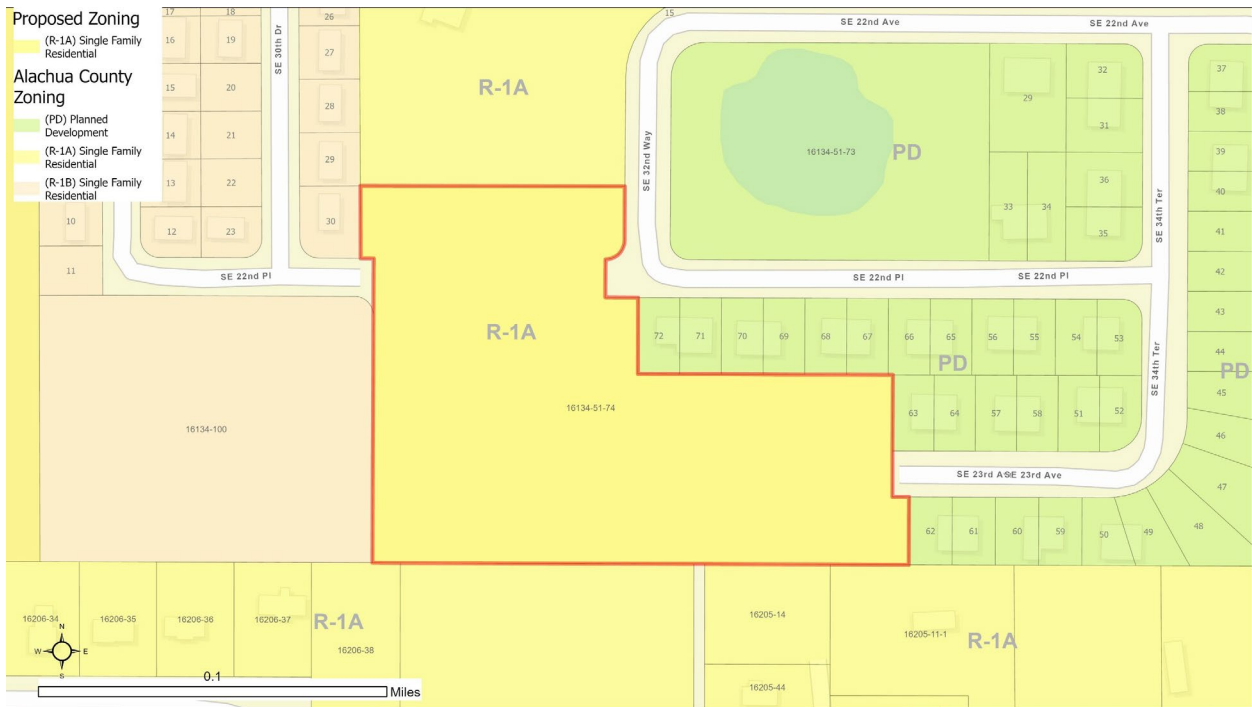 Proposed Zoning
(R-1A) Single Family
Residential
Alachua County
Zoning
(PD) Planned
Development
(R-1A) Single Family
Residential
(R-1B) Single Family
Residential
17
18
26
15
SE 22nd Ave
SE 22nd Ave
16
19
SE 30th Dr
27
32
37
15
20
R-1A
29
28
38
14
21
31
SE 32nd Way
16134-51-73
PD
29
39
13
22
36
40
33
34
SE 34th Ter
10
12
23
30
35
41
11
SE 22nd Pl
SE 22nd Pl
SE 22nd Pl
42
43
R-1A
72
71
70
69
68
67
66
65
56
55
54
53
44
PD
SE 34th Ter
PD
45
16134-51-74
63
64
57
58
51
52
16134-100
46
SE 23rd A
SE 23rd Ave
47
62
61
60
59
50
49
48
16206-34
16206-35
16206-36
16206-37
R-1A
16205-14
N
W
E
S
16206-38
16205-11-1
R-1A
0.1
Miles
16205-44